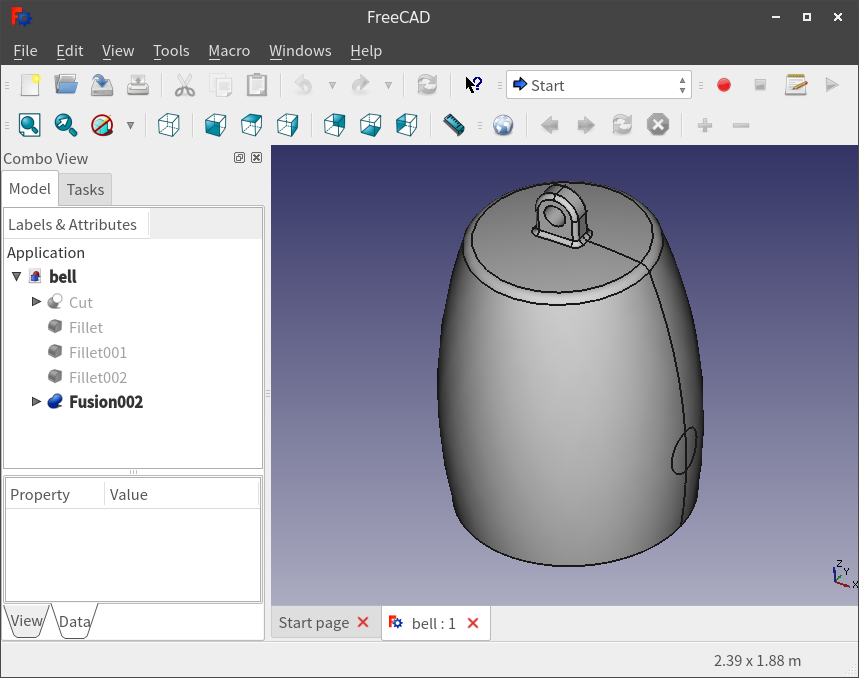 FreeCAD
File Edit View Tools Macro Windows Help
Start
Combo View
Model Tasks
Labels & Attributes
Application
bell
Cut
Fillet
Fillet001
Fillet002
Fusion002
Property Value
View Data
Z
Y
X
Start page bell : 1
2.39 x 1.88 m